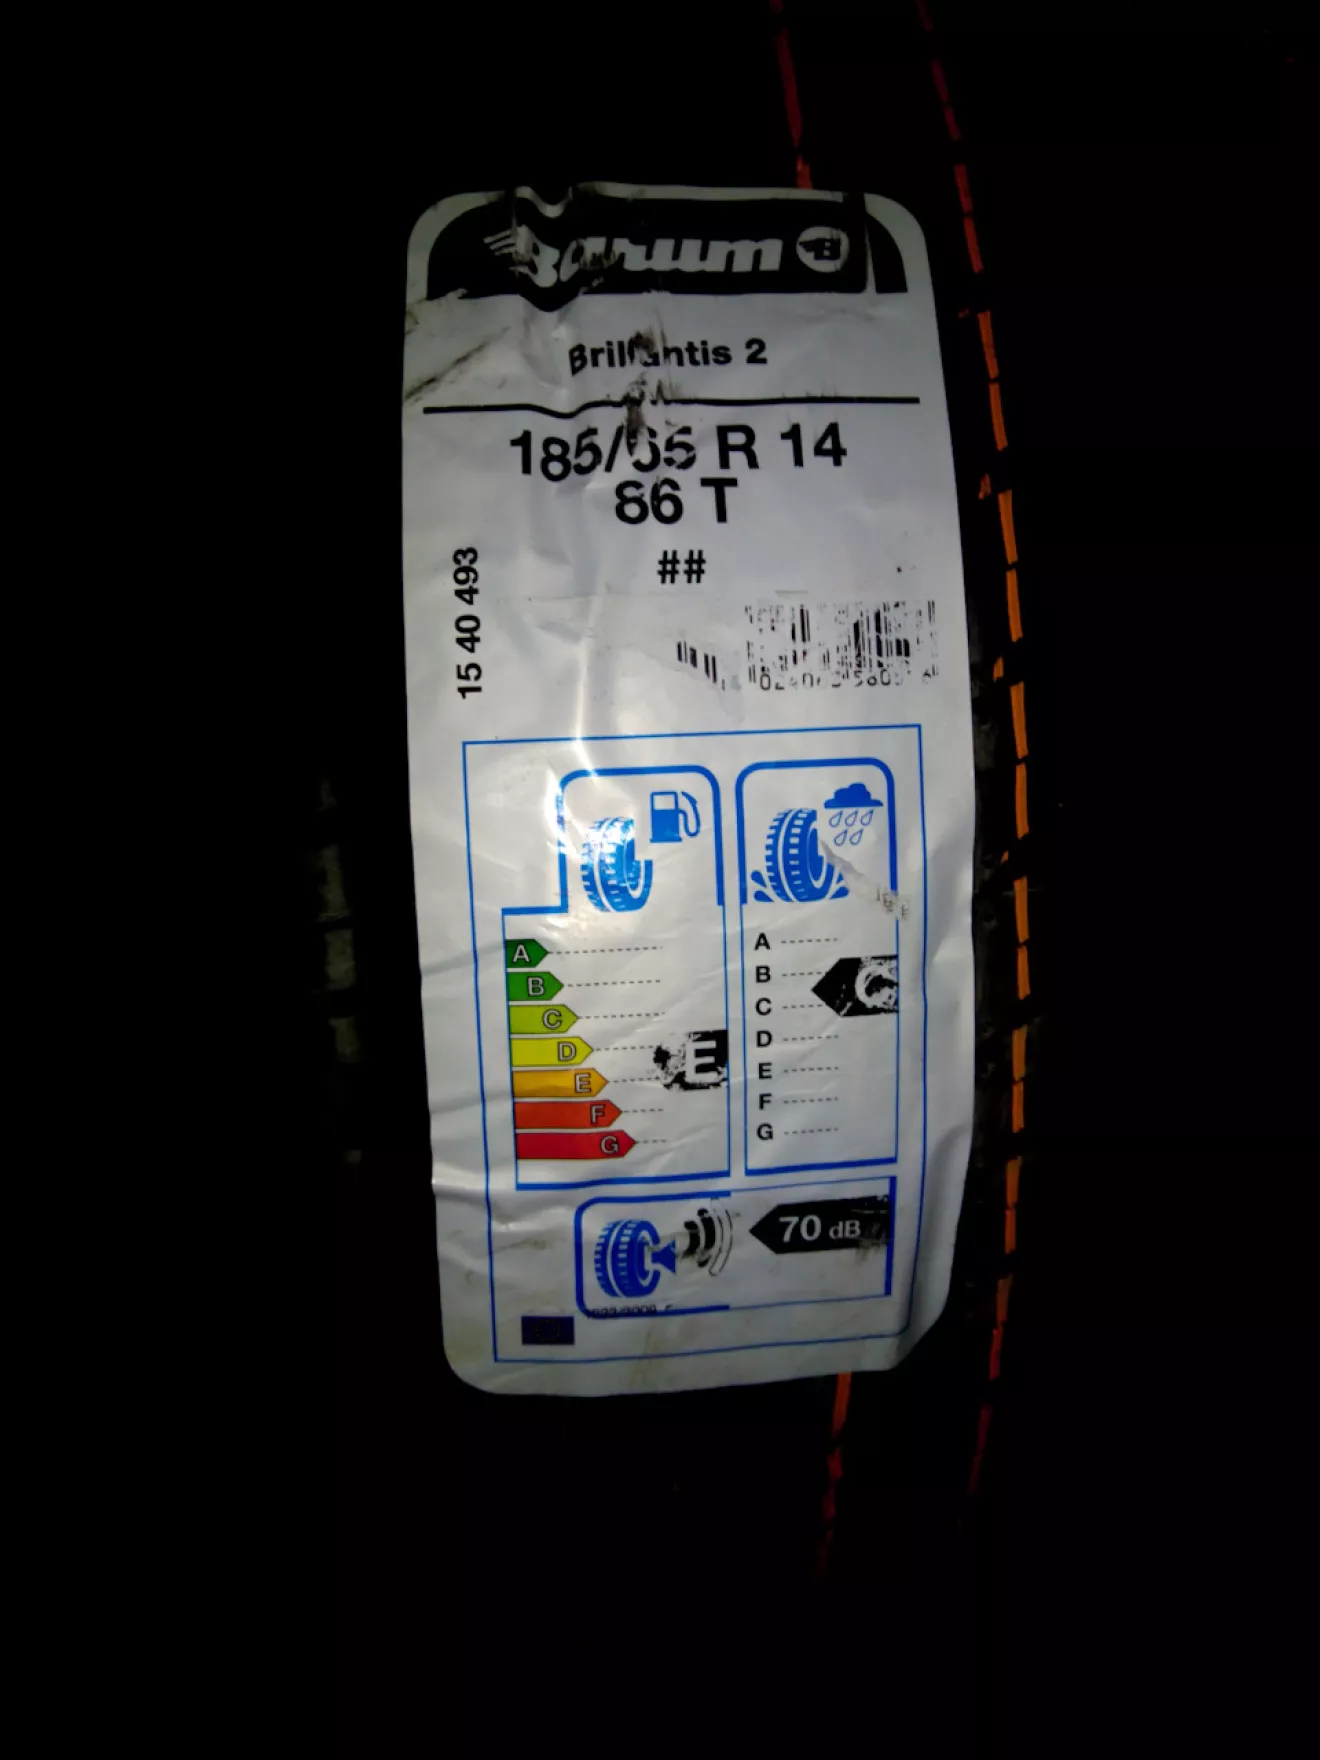 Barum B
Brillantis 2
185/65 R 14
86 T
##
15 40 493
A
B
C
D
E
F
G
E
A
B
C
D
E
F
G
C
70 dB